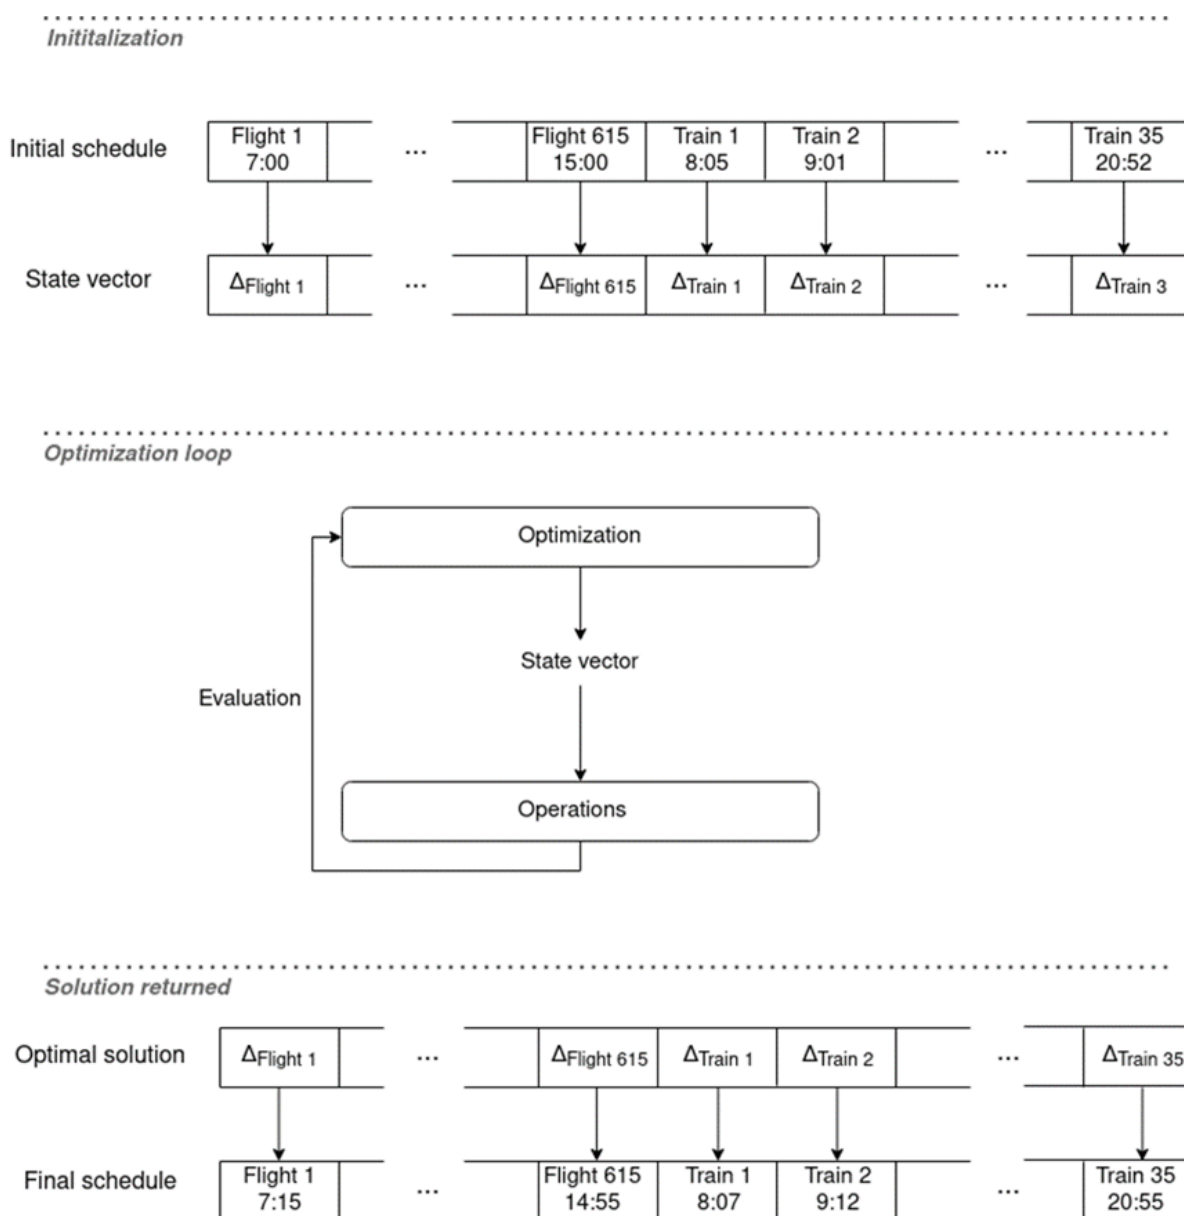 Inititalization
Initial schedule
Flight 1
7:00
...
Flight 615
15:00
Train 1
8:05
Train 2
9:01
...
Train 35
20:52
State vector
ΔFlight 1
...
ΔFlight 615
ΔTrain 1
ΔTrain 2
...
ΔTrain 3
Optimization loop
Optimization
State vector
Evaluation
Operations
Solution returned
Optimal solution
ΔFlight 1
...
ΔFlight 615
ΔTrain 1
ΔTrain 2
...
ΔTrain 35
Final schedule
Flight 1
7:15
...
Flight 615
14:55
Train 1
8:07
Train 2
9:12
...
Train 35
20:55